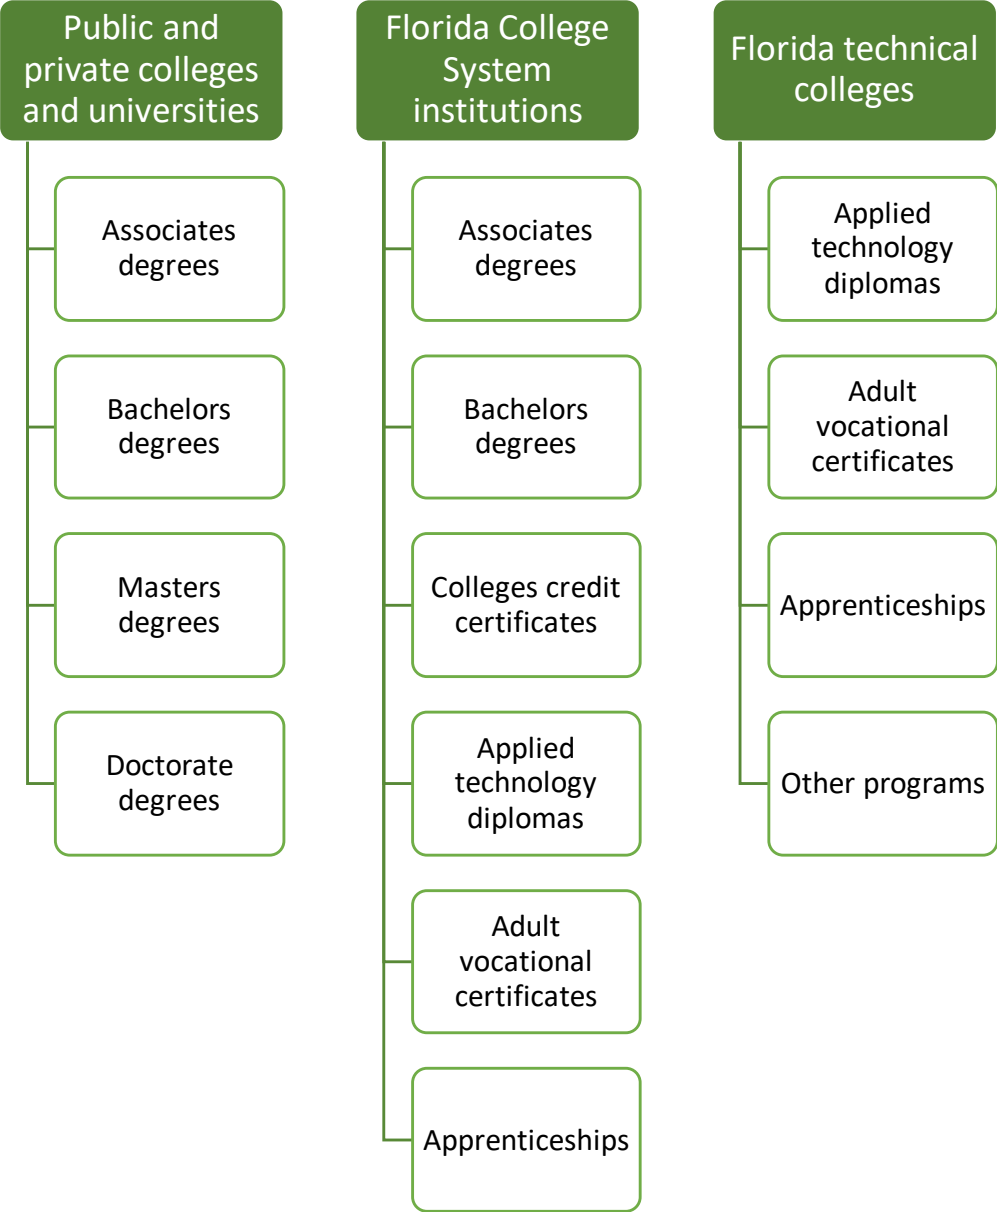 Public and
private colleges
and universities
Associates
degrees
Bachelors
degrees
Masters
degrees
Doctorate
degrees
Florida College
System
institutions
Associates
degrees
Bachelors
degrees
Colleges credit
certificates
Applied
technology
diplomas
Adult
vocational
certificates
Apprenticeships
Florida technical
colleges
Applied
technology
diplomas
Adult
vocational
certificates
Apprenticeships
Other programs